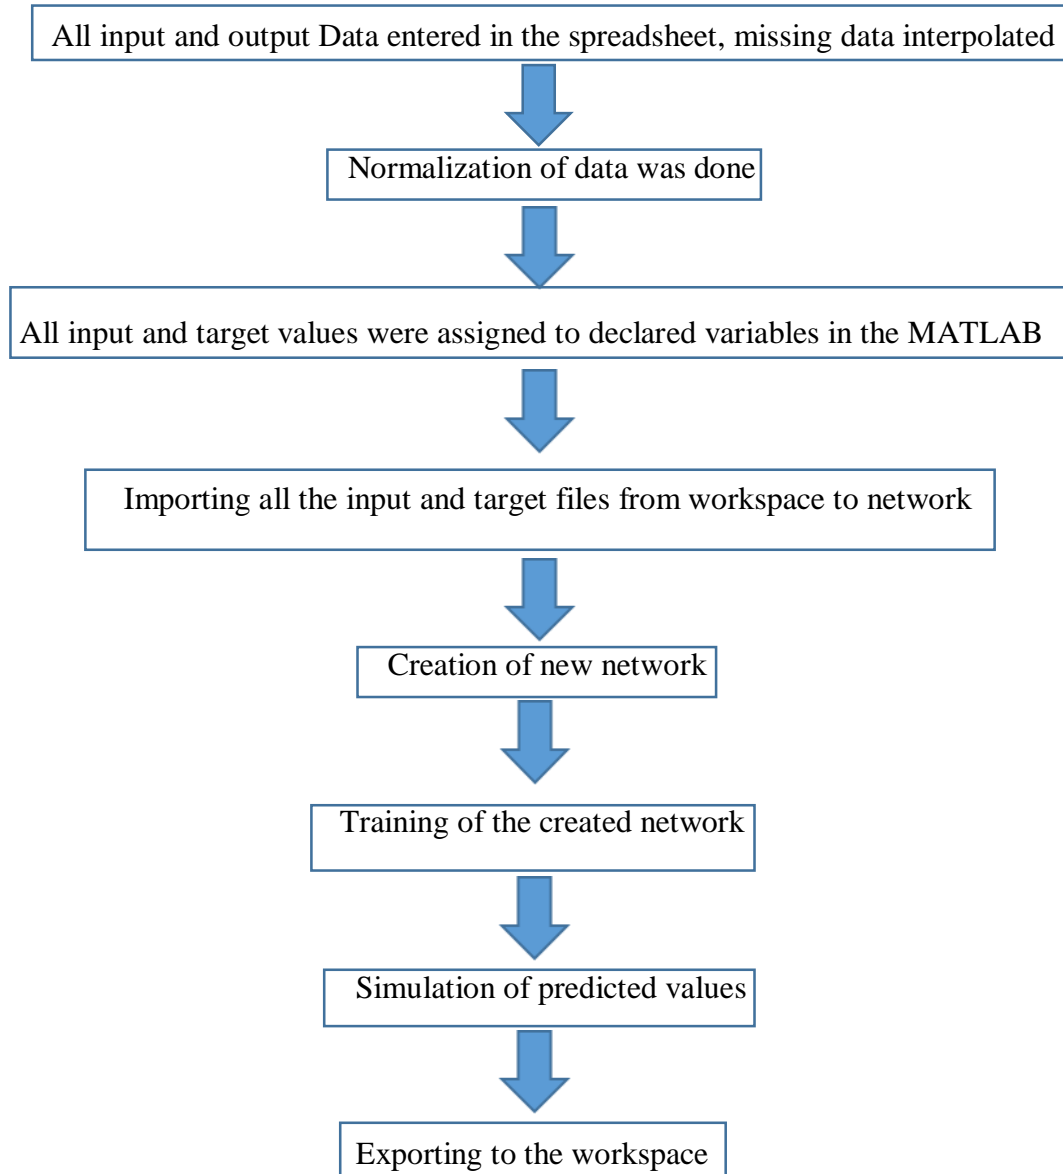 All input and output Data entered in the spreadsheet, missing data interpolated
Normalization of data was done
All input and target values were assigned to declared variables in the MATLAB
Importing all the input and target files from workspace to network
Creation of new network
Training of the created network
Simulation of predicted values
Exporting to the workspace